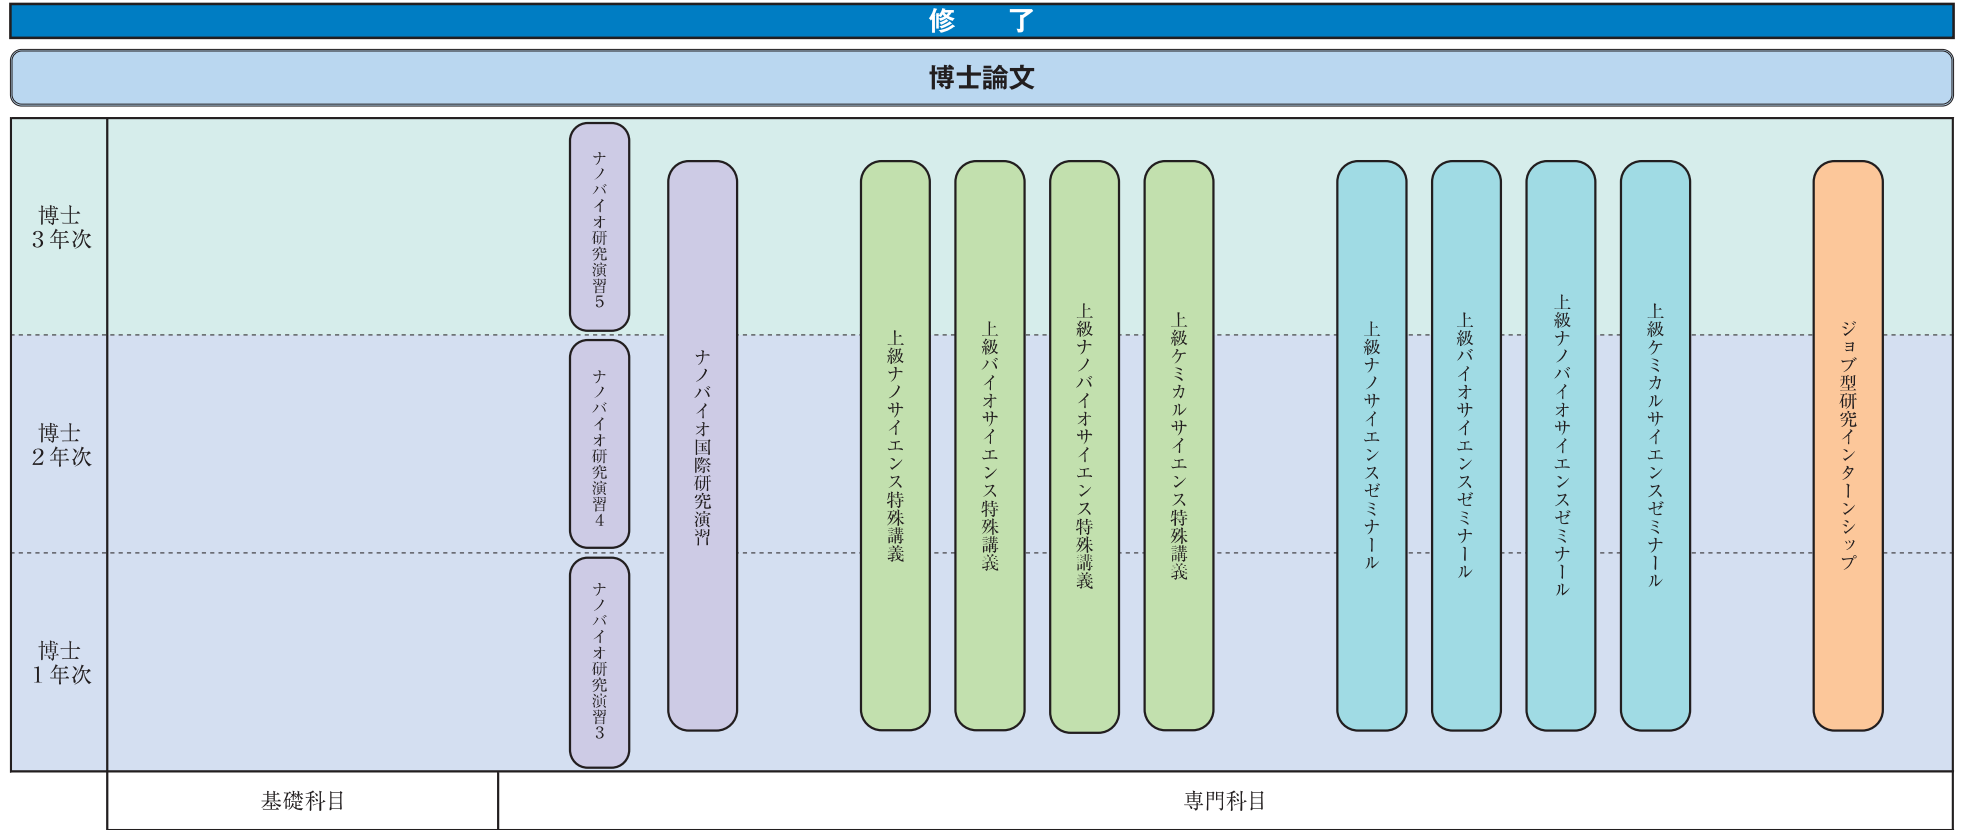 修 了
博士論文
博士
3年次
博士
2年次
博士
1年次
ナノバイオ研究演習5
ナノバイオ研究演習4
ナノバイオ研究演習3
ナノバイオ国際研究演習
上級ナノサイエンス特殊講義
上級バイオサイエンス特殊講義
上級ナノバイオサイエンス特殊講義
上級ケミカルサイエンス特殊講義
上級ナノサイエンスゼミナール
上級バイオサイエンスゼミナール
上級ナノバイオサイエンスゼミナール
上級ケミカルサイエンスゼミナール
ジョブ型研究インターンシップ
基礎科目
専門科目